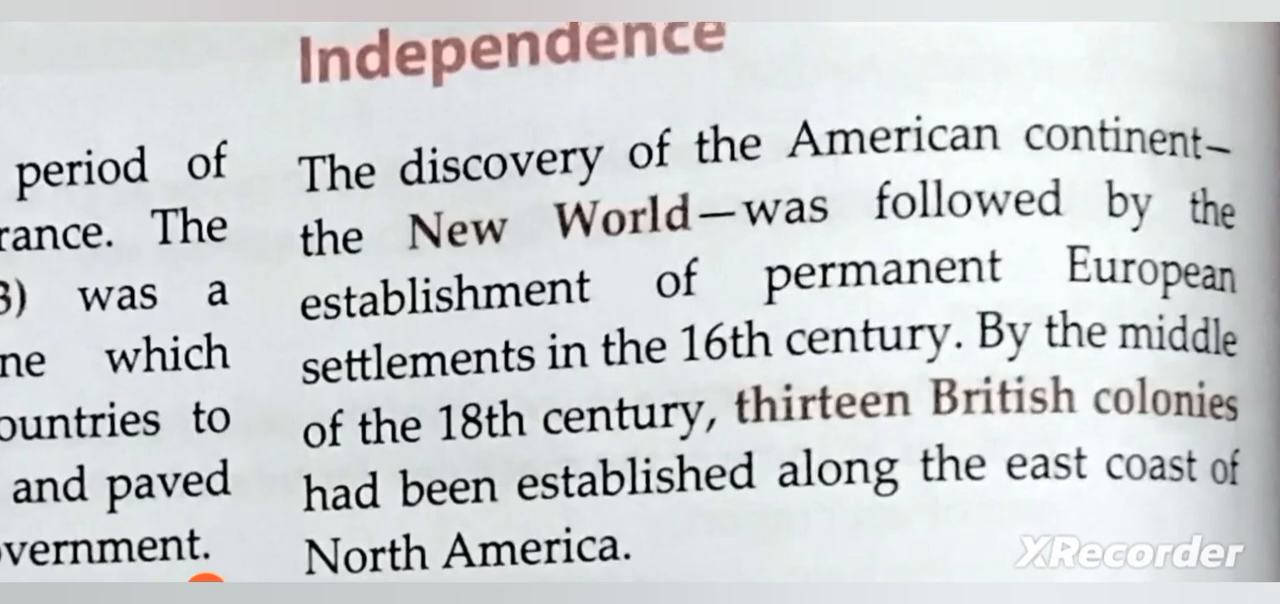 period of
The
3) was a
which
to
and paved
Independence
The discovery of the American continent–
the New World—was followed by the
establishment of permanent European
settlements in the 16th century. By the middle
of the 18th century, thirteen British colonies
had been established along the east coast of
North America.
XRecorder